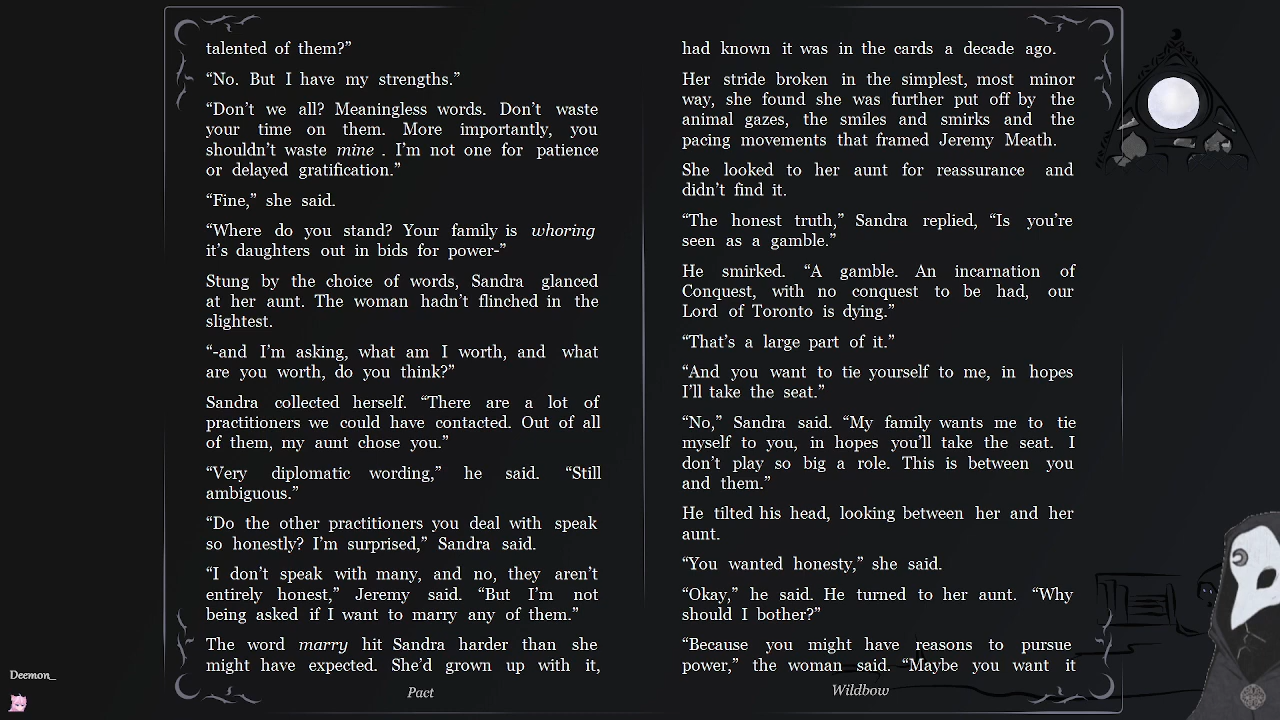 talented of them?”
“No. But I have my strengths.”
“Don’t we all? Meaningless words. Don’t waste
your time on them. More importantly, you
shouldn’t waste mine . I’m not one for patience
or delayed gratification.”
“Fine,” she said.
“Where do you stand? Your family is whoring
it’s daughters out in bids for power-”
Stung by the choice of words, Sandra glanced
at her aunt. The woman hadn’t flinched in the
slightest.
“-and I’m asking, what am I worth, and what
are you worth, do you think?”
Sandra collected herself. “There are a lot of
practitioners we could have contacted. Out of all
of them, my aunt chose you.”
“Very diplomatic wording,” he said. “Still
ambiguous.”
“Do the other practitioners you deal with speak
so honestly? I’m surprised,” Sandra said.
“I don’t speak with many, and no, they aren’t
entirely honest,” Jeremy said. “But I’m not
being asked if I want to marry any of them.”
The word marry hit Sandra harder than she
might have expected. She’d grown up with it,
had known it was in the cards a decade ago.
Her stride broken in the simplest, most minor
way, she found she was further put off by the
animal gazes, the smiles and smirks and the
pacing movements that framed Jeremy Meath.
She looked to her aunt for reassurance and
didn’t find it.
“The honest truth,” Sandra replied, “Is you’re
seen as a gamble.”
He smirked. “A gamble. An incarnation of
Conquest, with no conquest to be had, our
Lord of Toronto is dying.”
“That’s a large part of it.”
“And you want to tie yourself to me, in hopes
I’ll take the seat.”
“No,” Sandra said. “My family wants me to tie
myself to you, in hopes you’ll take the seat. I
don’t play so big a role. This is between you
and them.”
He tilted his head, looking between her and her
aunt.
“You wanted honesty,” she said.
“Okay,” he said. He turned to her aunt. “Why
should I bother?”
“Because you might have reasons to pursue
power,” the woman said. “Maybe you want it
Deemon_
Pact
Wildbow